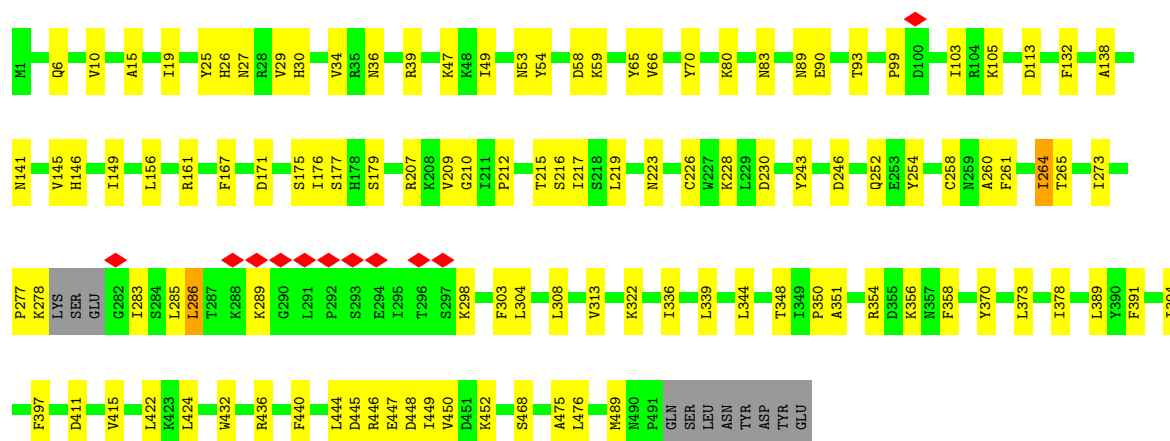 M1 Q6 V10 A15 I19 Y25 H26 N27 R28 V29 H30 V34 R35 N36 R39 K47 K48 I49 N53 Y54 D58 K59 Y65 V66 Y70 K80 N83 N89 E90 T93 P99 D100 I103 R104 K105 D113 F132 A138
N141 V145 H146 I149 L156 R161 F167 D171 S175 I176 S177 H178 S179 R207 K208 V209 G210 I211 P212 T215 S216 I217 S218 L219 N223 C226 W227 K228 L229 D230 Y243 D246 Q252 E253 Y254 C258 N259 A260 F261 I264 T265 I273
P277 K278 LYS SER GLU G282 I283 S284 L285 L286 T287 K288 K289 G290 L291 P292 S293 E294 I295 T296 S297 K298 F303 L304 L308 V313 K322 I336 L339 L344 T348 I349 P350 A351 R354 D355 K356 N357 F358 Y370 L373 I378 L389 Y390 F391
F397 D411 V415 L422 K423 L424 W432 R436 F440 L444 D445 R446 E447 D448 I449 V450 D451 K452 S468 A475 L476 M489 N490 P491 GLN SER LEU ASN TYR ASP TYR GLU